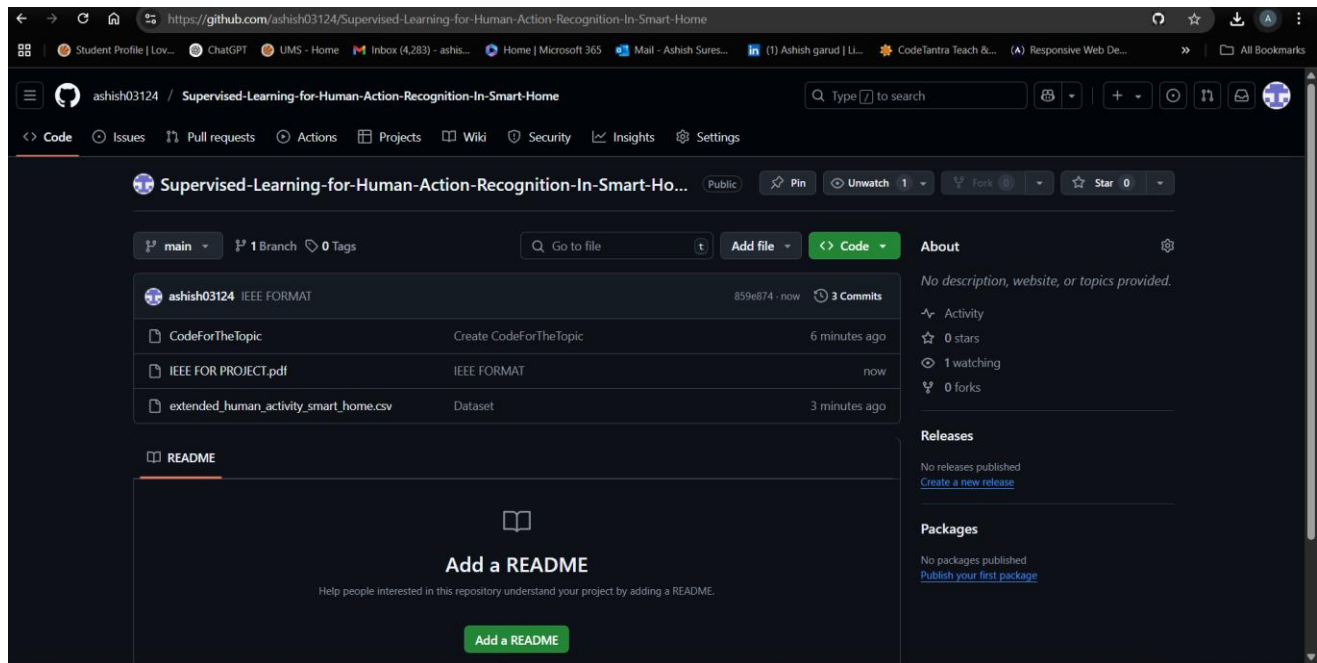 https://github.com/ashish03124/Supervised-Learning-for-Human-Action-Recognition-In-Smart-Home
Student Profile | Lov... ChatGPT UMS - Home Inbox (4,283) - ashis... Home | Microsoft 365 Mail - Ashish Sures... (1) Ashish garud | Li... CodeTantra Teach &... (A) Responsive Web De... » All Bookmarks
ashish03124 / Supervised-Learning-for-Human-Action-Recognition-In-Smart-Home Type / to search
<> Code Issues Pull requests Actions Projects Wiki Security Insights Settings
Supervised-Learning-for-Human-Action-Recognition-In-Smart-Ho... Public Pin Unwatch 1 Fork 0 Star 0
main 1 Branch 0 Tags Go to file t Add file <> Code
ashish03124 IEEE FORMAT 859e874 · now 3 Commits
CodeForTheTopic Create CodeForTheTopic 6 minutes ago
IEEE FOR PROJECT.pdf IEEE FORMAT now
extended_human_activity_smart_home.csv Dataset 3 minutes ago
README
Add a README
Help people interested in this repository understand your project by adding a README.
Add a README
About
No description, website, or topics provided.
Activity
0 stars
1 watching
0 forks
Releases
No releases published
Create a new release
Packages
No packages published
Publish your first package